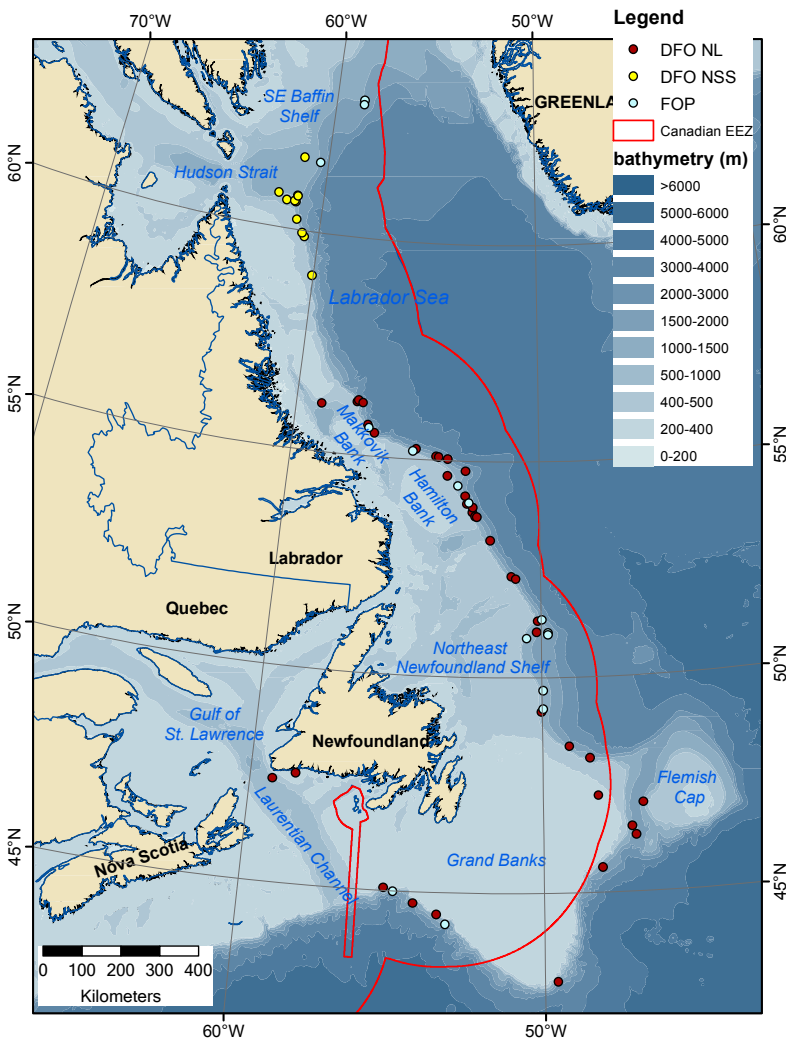 70°W
60°W
50°W
Legend
DFO NL
DFO NSS
FOP
Canadian EEZ
bathymetry (m)
>6000
5000-6000
4000-5000
3000-4000
2000-3000
1500-2000
1000-1500
500-1000
400-500
200-400
0-200
SE Baffin
Shelf
GREENLA
60°N
Hudson Strait
60°N
Labrador Sea
55°N
Makkovik
Bank
55°N
Hamilton
Bank
Labrador
Quebec
50°N
Northeast
Newfoundland Shelf
50°N
Gulf of
St. Lawrence
Newfoundland
Flemish
Cap
Laurentian Channel
45°N
Nova Scotia
Grand Banks
45°N
0 100 200 300 400
Kilometers
60°W
50°W